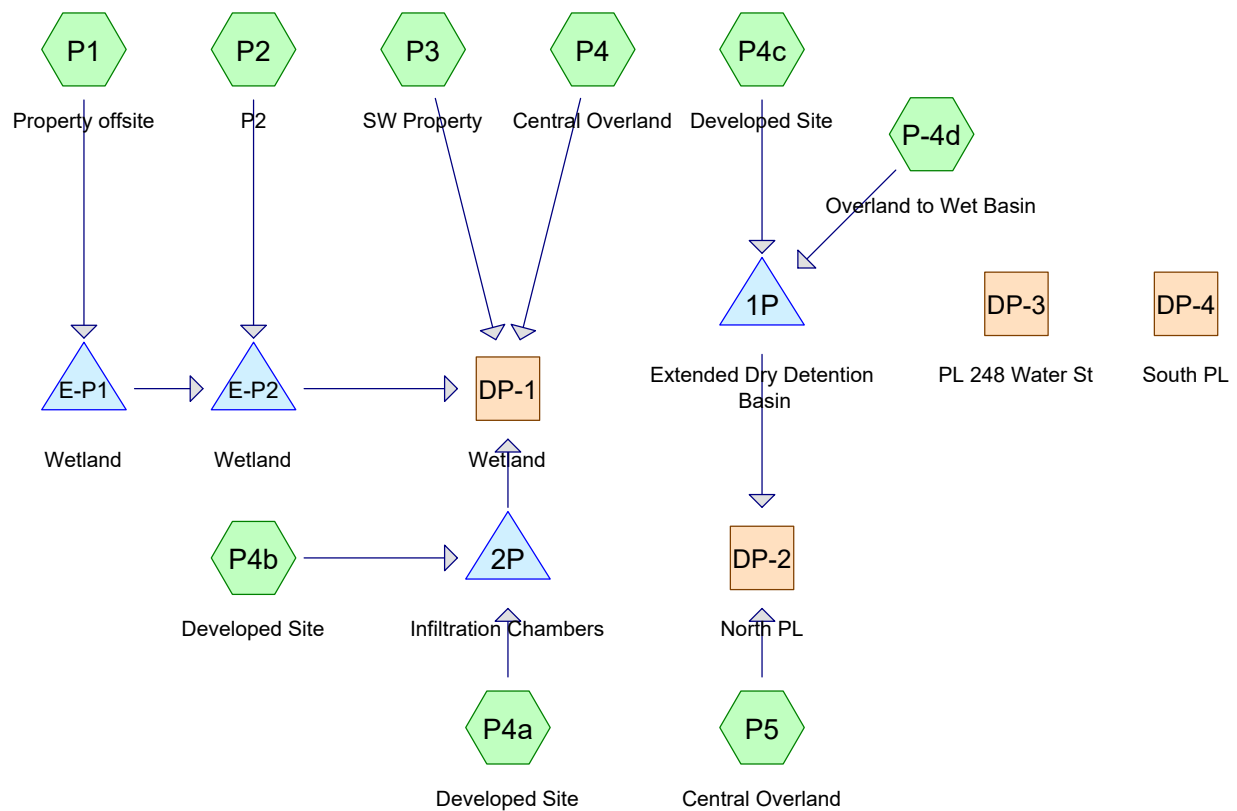 P1
P2
P3
P4
P4c
Property offsite
P2
SW Property
Central Overland
Developed Site
P-4d
Overland to Wet Basin
1P
DP-3
DP-4
Extended Dry Detention
Basin
PL 248 Water St
South PL
E-P1
E-P2
DP-1
Wetland
Wetland
Wetland
P4b
2P
DP-2
Developed Site
Infiltration Chambers
North PL
P4a
P5
Developed Site
Central Overland